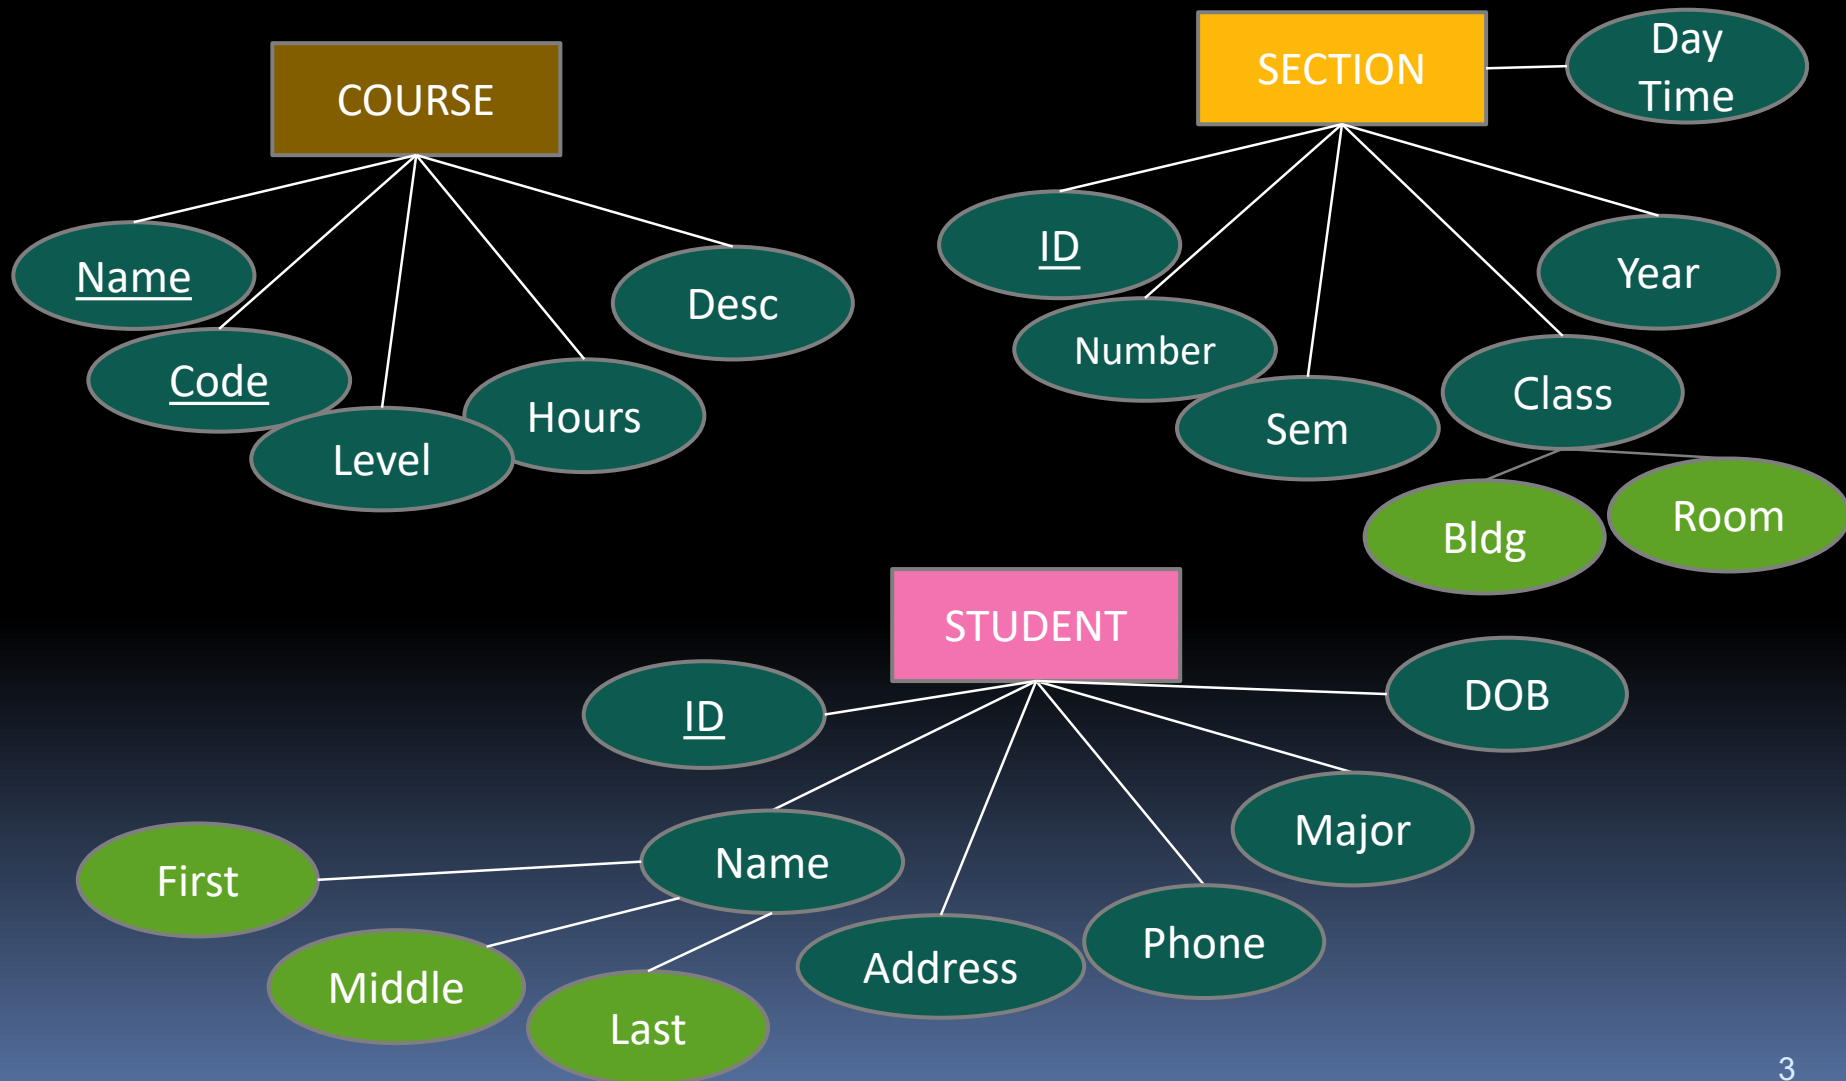 COURSE
SECTION
Day
Time
Name
Code
Level
Hours
Desc
ID
Number
Sem
Class
Year
Bldg
Room
STUDENT
ID
Name
First
Middle
Last
Address
Phone
Major
DOB
3